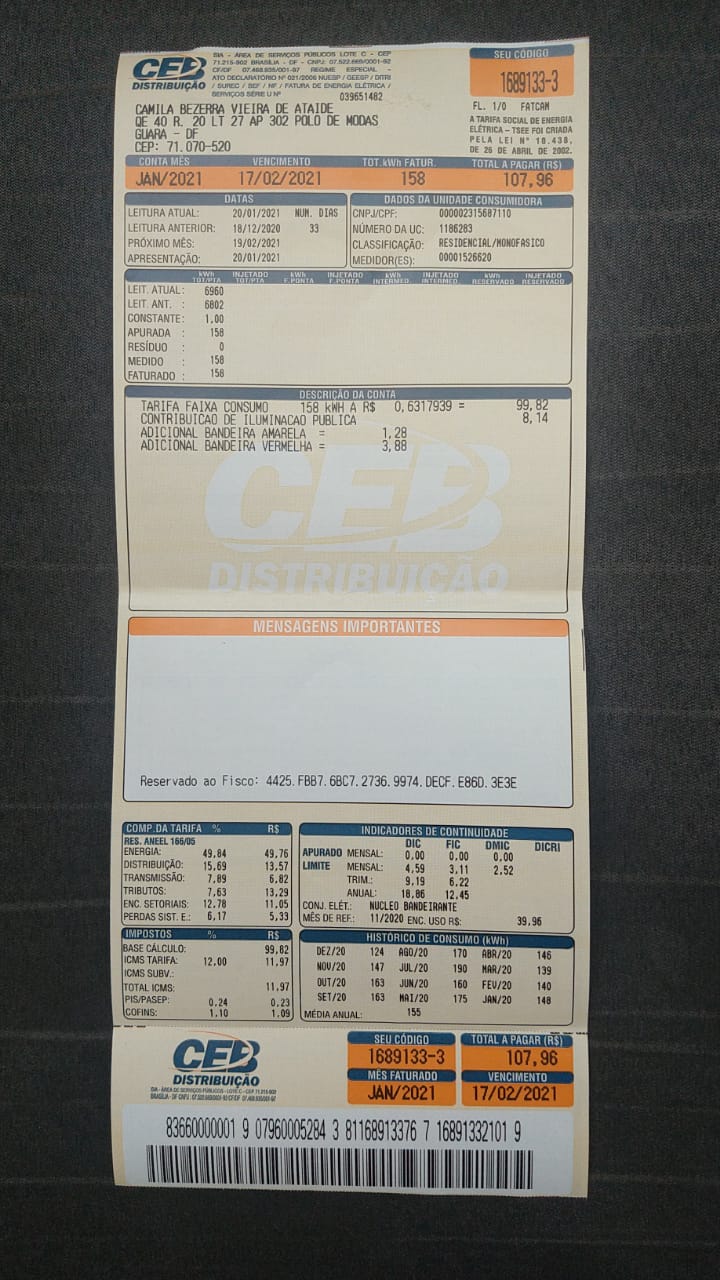 CEB
DISTRIBUIÇÃO
SIA - ÁREA DE SERVIÇOS PÚBLICOS LOTE C - CEP
71.215-902 BRASÍLIA - DF - CNPJ: 07.522.669/0001-92
CF/DF 07.468.935/001-97 REGIME ESPECIAL -
ATO DECLARATÓRIO Nº 021/2006 NUESP / GEESP / DITRI
/ SUREC / SEF / NF / FATURA DE ENERGIA ELÉTRICA /
SERVIÇOS SÉRIE U Nº
039651482
SEU CÓDIGO
1689133-3
FL. 1/0 FATCAM
A TARIFA SOCIAL DE ENERGIA
ELÉTRICA - TSEE FOI CRIADA
PELA LEI Nº 10.438,
DE 26 DE ABRIL DE 2002.
CAMILA BEZERRA VIEIRA DE ATAIDE
QE 40 R. 20 LT 27 AP 302 POLO DE MODAS
GUARA - DF
CEP: 71.070-520
CONTA MÊS VENCIMENTO TOT.kWh FATUR. TOTAL A PAGAR (R$)
JAN/2021 17/02/2021 158 107,96
DATAS
LEITURA ATUAL: 20/01/2021 NUM. DIAS
LEITURA ANTERIOR: 18/12/2020 33
PRÓXIMO MÊS: 19/02/2021
APRESENTAÇÃO: 20/01/2021
DADOS DA UNIDADE CONSUMIDORA
CNPJ/CPF: 000002315687110
NÚMERO DA UC: 1186283
CLASSIFICAÇÃO: RESIDENCIAL/MONOFASICO
MEDIDOR(ES): 00001526620
kWh TOT/PTA INJETADO TOT/PTA kWh F.PONTA INJETADO F.PONTA kWh INTERMED. INJETADO INTERMED. kWh RESERVADO INJETADO RESERVADO
LEIT. ATUAL: 6960
LEIT. ANT. : 6802
CONSTANTE: 1,00
APURADA : 158
RESÍDUO : 0
MEDIDO : 158
FATURADO : 158
DESCRIÇÃO DA CONTA
TARIFA FAIXA CONSUMO 158 kWH A R$ 0,6317939 = 99,82
CONTRIBUICAO DE ILUMINACAO PUBLICA 8,14
ADICIONAL BANDEIRA AMARELA = 1,28
ADICIONAL BANDEIRA VERMELHA = 3,88
CEB
DISTRIBUIÇÃO
MENSAGENS IMPORTANTES
Reservado ao Fisco: 4425.FBB7.6BC7.2736.9974.DECF.E86D.3E3E
COMP.DA TARIFA % R$
RES. ANEEL 166/05
ENERGIA: 49,84 49,76
DISTRIBUIÇÃO: 15,69 13,57
TRANSMISSÃO: 7,89 6,82
TRIBUTOS: 7,63 13,29
ENC. SETORIAIS: 12,78 11,05
PERDAS SIST. E.: 6,17 5,33
INDICADORES DE CONTINUIDADE
DIC FIC DMIC DICRI
APURADO MENSAL: 0,00 0,00 0,00
LIMITE MENSAL: 4,59 3,11 2,52
TRIM.: 9,19 6,22
ANUAL: 18,86 12,45
CONJ. ELÉT.: NUCLEO BANDEIRANTE
MÊS DE REF.: 11/2020 ENC. USO R$: 39,96
IMPOSTOS % R$
BASE CÁLCULO: 99,82
ICMS TARIFA: 12,00 11,97
ICMS SUBV.:
TOTAL ICMS: 11,97
PIS/PASEP: 0,24 0,23
COFINS: 1,10 1,09
HISTÓRICO DE CONSUMO (kWh)
DEZ/20 124 AGO/20 170 ABR/20 146
NOV/20 147 JUL/20 190 MAR/20 139
OUT/20 163 JUN/20 160 FEV/20 140
SET/20 163 MAI/20 175 JAN/20 148
MÉDIA ANUAL: 155
CEB
DISTRIBUIÇÃO
SIA - ÁREA DE SERVIÇOS PÚBLICOS - LOTE C - CEP 71.215-902
SEU CÓDIGO TOTAL A PAGAR (R$)
1689133-3 107,96
MÊS FATURADO VENCIMENTO
JAN/2021 17/02/2021
83660000001 9 07960005284 3 81168913376 7 16891332101 9